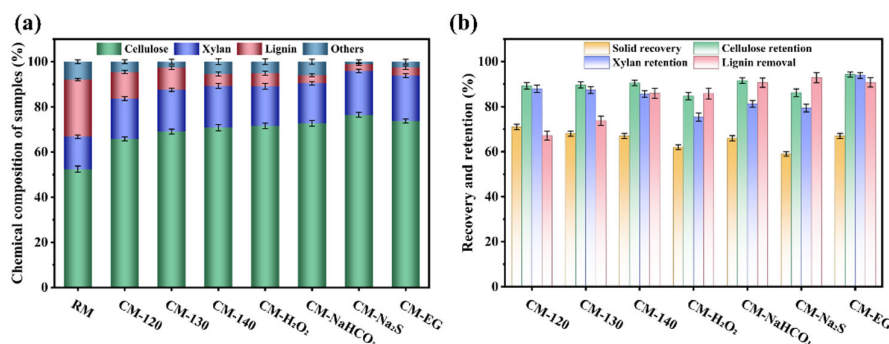 (a)
Chemical composition of samples (%)
Cellulose Xylan Lignin Others
100
80
60
40
20
0
RM CM-120 CM-130 CM-140 CM-H₂O₂ CM-NaHCO₃ CM-Na₂S CM-EG
(b)
Recovery and retention (%)
Solid recovery Cellulose retention
Xylan retention Lignin removal
100
80
60
40
20
0
CM-120 CM-130 CM-140 CM-H₂O₂ CM-NaHCO₃ CM-Na₂S CM-EG